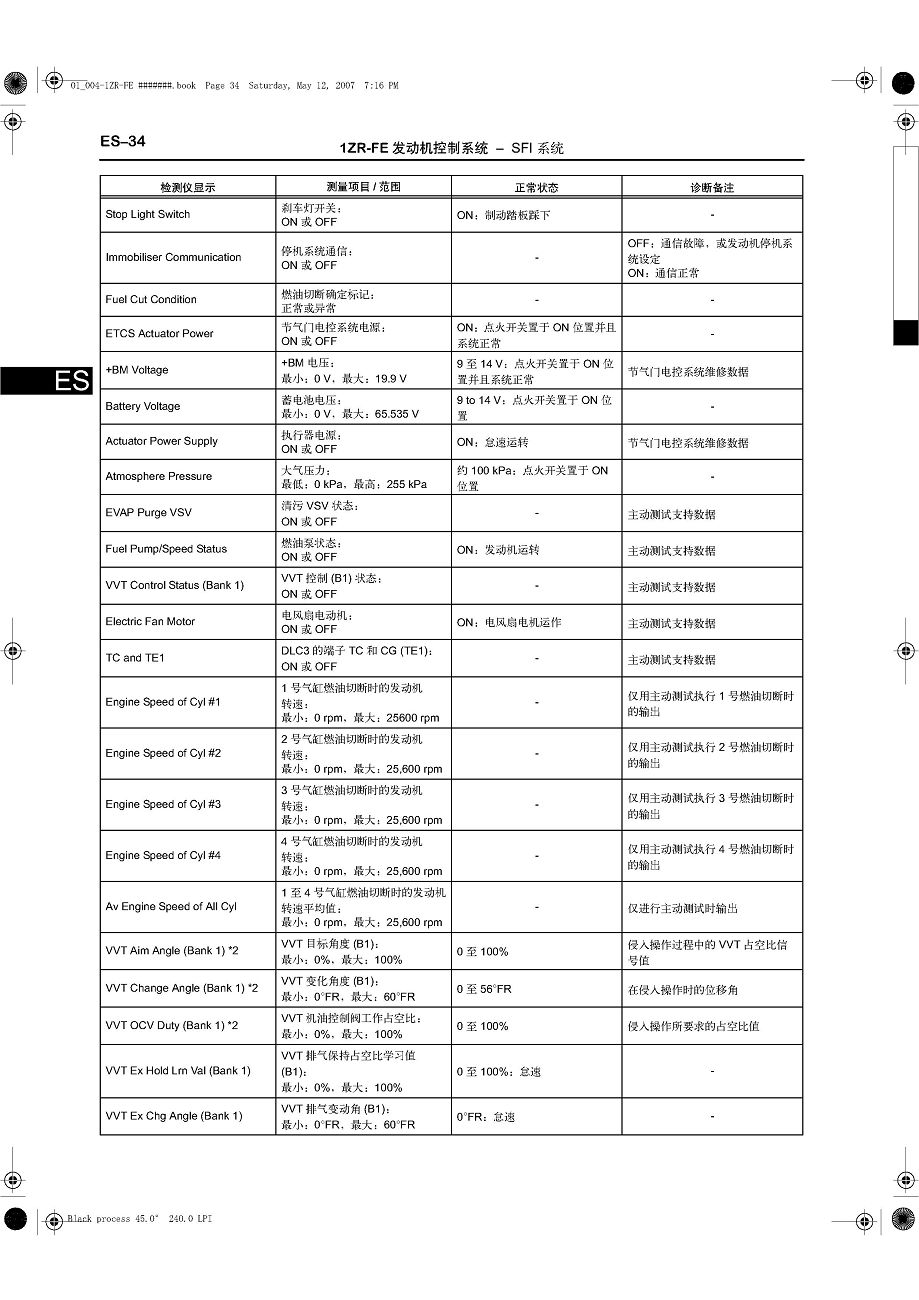 01_004-1ZR-FE #######.book Page 34 Saturday, May 12, 2007 7:16 PM
ES–34
1ZR-FE 发动机控制系统 – SFI 系统
ES
检测仪显示 测量项目 / 范围 正常状态 诊断备注
Stop Light Switch
刹车灯开关:
ON 或 OFF
ON:制动踏板踩下
-
Immobiliser Communication
停机系统通信:
ON 或 OFF
-
OFF:通信故障,或发动机停机系
统设定
ON:通信正常
Fuel Cut Condition
燃油切断确定标记:
正常或异常
-
-
ETCS Actuator Power
节气门电控系统电源:
ON 或 OFF
ON:点火开关置于 ON 位置并且
系统正常
-
+BM Voltage
+BM 电压:
最小:0 V,最大:19.9 V
9 至 14 V:点火开关置于 ON 位
置并且系统正常
节气门电控系统维修数据
Battery Voltage
蓄电池电压:
最小:0 V,最大:65.535 V
9 to 14 V:点火开关置于 ON 位
置
-
Actuator Power Supply
执行器电源:
ON 或 OFF
ON:怠速运转
节气门电控系统维修数据
Atmosphere Pressure
大气压力:
最低:0 kPa,最高:255 kPa
约 100 kPa:点火开关置于 ON
位置
-
EVAP Purge VSV
清污 VSV 状态:
ON 或 OFF
-
主动测试支持数据
Fuel Pump/Speed Status
燃油泵状态:
ON 或 OFF
ON:发动机运转
主动测试支持数据
VVT Control Status (Bank 1)
VVT 控制 (B1) 状态:
ON 或 OFF
-
主动测试支持数据
Electric Fan Motor
电风扇电动机:
ON 或 OFF
ON:电风扇电机运作
主动测试支持数据
TC and TE1
DLC3 的端子 TC 和 CG (TE1):
ON 或 OFF
-
主动测试支持数据
Engine Speed of Cyl #1
1 号气缸燃油切断时的发动机
转速:
最小:0 rpm,最大:25600 rpm
-
仅用主动测试执行 1 号燃油切断时
的输出
Engine Speed of Cyl #2
2 号气缸燃油切断时的发动机
转速:
最小:0 rpm,最大:25,600 rpm
-
仅用主动测试执行 2 号燃油切断时
的输出
Engine Speed of Cyl #3
3 号气缸燃油切断时的发动机
转速:
最小:0 rpm,最大:25,600 rpm
-
仅用主动测试执行 3 号燃油切断时
的输出
Engine Speed of Cyl #4
4 号气缸燃油切断时的发动机
转速:
最小:0 rpm,最大:25,600 rpm
-
仅用主动测试执行 4 号燃油切断时
的输出
Av Engine Speed of All Cyl
1 至 4 号气缸燃油切断时的发动机
转速平均值:
最小:0 rpm,最大:25,600 rpm
-
仅进行主动测试时输出
VVT Aim Angle (Bank 1) *2
VVT 目标角度 (B1):
最小:0%,最大:100%
0 至 100%
侵入操作过程中的 VVT 占空比信
号值
VVT Change Angle (Bank 1) *2
VVT 变化角度 (B1):
最小:0°FR,最大:60°FR
0 至 56°FR
在侵入操作时的位移角
VVT OCV Duty (Bank 1) *2
VVT 机油控制阀工作占空比:
最小:0%,最大:100%
0 至 100%
侵入操作所要求的占空比值
VVT Ex Hold Lrn Val (Bank 1)
VVT 排气保持占空比学习值
(B1):
最小:0%,最大:100%
0 至 100%:怠速
-
VVT Ex Chg Angle (Bank 1)
VVT 排气变动角 (B1):
最小:0°FR,最大:60°FR
0°FR:怠速
-
Black process 45.0° 240.0 LPI